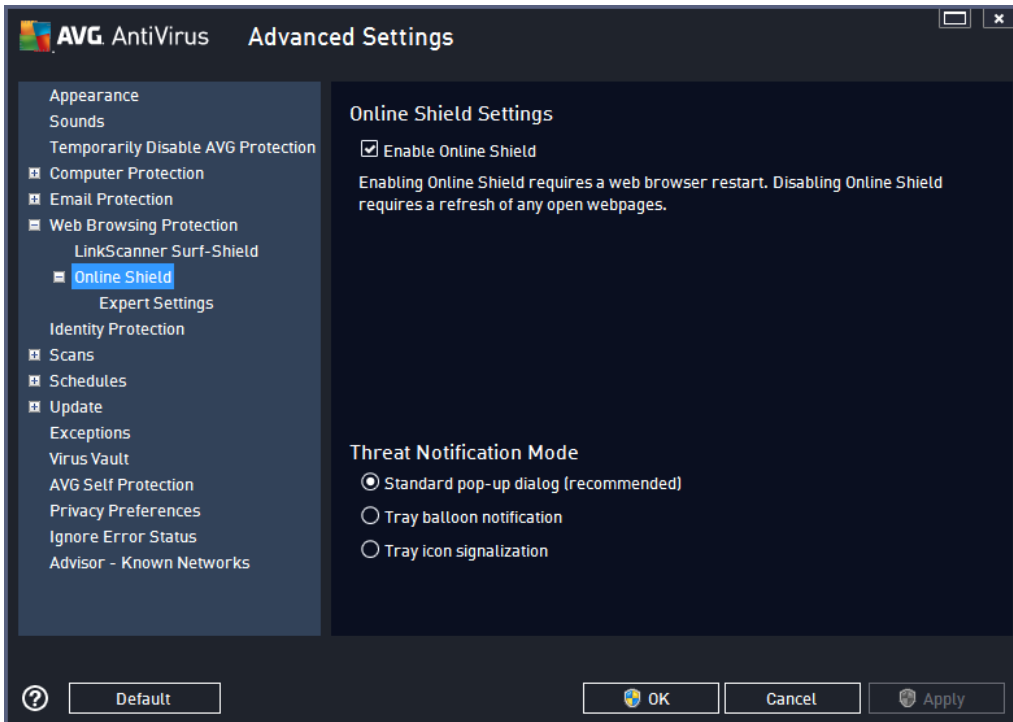 AVG. AntiVirus Advanced Settings
Appearance
Sounds
Temporarily Disable AVG Protection
Computer Protection
Email Protection
Web Browsing Protection
LinkScanner Surf-Shield
Online Shield
Expert Settings
Identity Protection
Scans
Schedules
Update
Exceptions
Virus Vault
AVG Self Protection
Privacy Preferences
Ignore Error Status
Advisor - Known Networks
Online Shield Settings
Enable Online Shield
Enabling Online Shield requires a web browser restart. Disabling Online Shield
requires a refresh of any open webpages.
Threat Notification Mode
Standard pop-up dialog (recommended)
Tray balloon notification
Tray icon signalization
? Default OK Cancel Apply